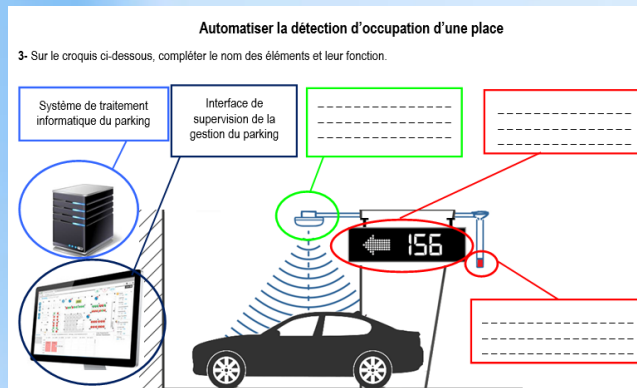 Automatiser la détection d'occupation d'une place
3- Sur le croquis ci-dessous, compléter le nom des éléments et leur fonction.
Système de traitement
informatique du parking
Interface de
supervision de la
gestion du parking
156